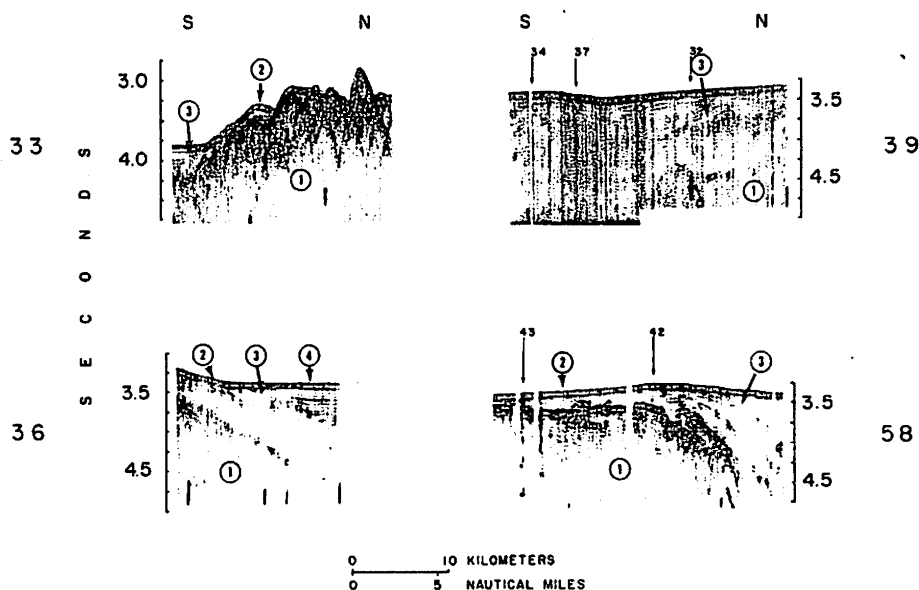 S N S N
34 37 32
2 3
3.0 3.5
3
33 4.0 39
1 4.5 1
SECONDS
43 42
2 3 4 2 3
3.5 3.5
36 58
4.5 1 1 4.5
0 10 KILOMETERS
0 5 NAUTICAL MILES